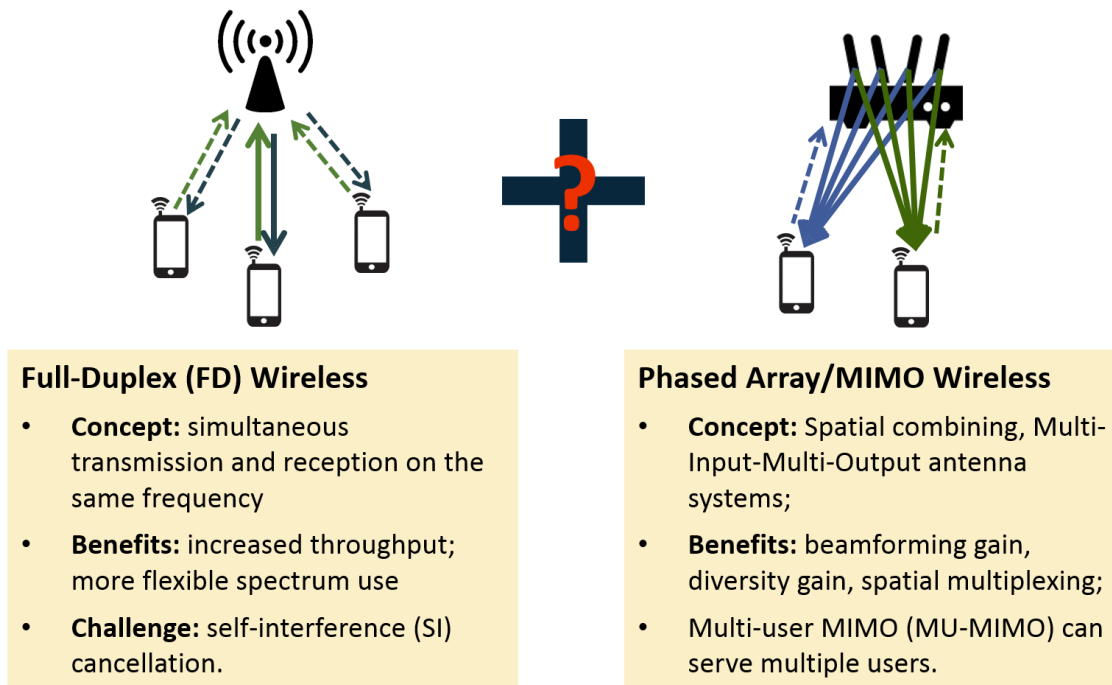 ?
Full-Duplex (FD) Wireless
• Concept: simultaneous
transmission and reception on the
same frequency
• Benefits: increased throughput;
more flexible spectrum use
• Challenge: self-interference (SI)
cancellation.
Phased Array/MIMO Wireless
• Concept: Spatial combining, Multi-
Input-Multi-Output antenna
systems;
• Benefits: beamforming gain,
diversity gain, spatial multiplexing;
• Multi-user MIMO (MU-MIMO) can
serve multiple users.